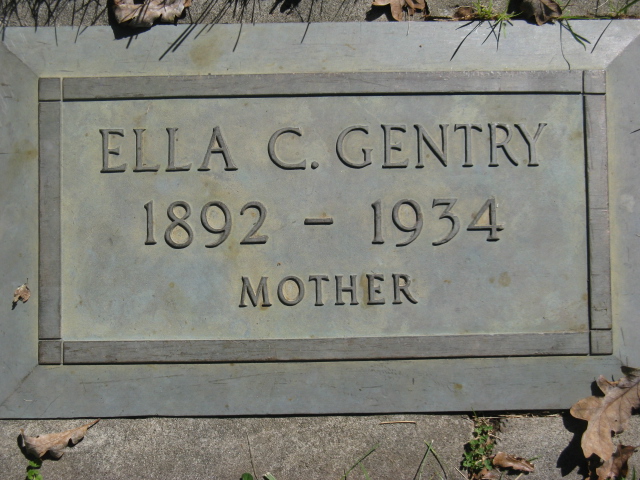 ELLA C. GENTRY
1892 – 1934
MOTHER